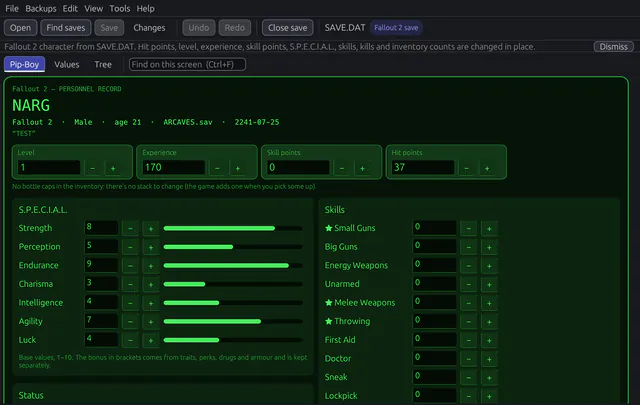 File Backups Edit View Tools Help
Open Find saves Save Changes Undo Redo Close save SAVE.DAT Fallout 2 save
Fallout 2 character from SAVE.DAT. Hit points, level, experience, skill points, S.P.E.C.I.A.L., skills, kills and inventory counts are changed in place. Dismiss
Pip-Boy Values Tree Find on this screen (Ctrl+F)
Fallout 2 — PERSONNEL RECORD
NARG
Fallout 2 · Male · age 21 · ARCAVES.sav · 2241-07-25
"TEST"
Level Experience Skill points Hit points
1 − + 170 − + 0 − + 37 − +
No bottle caps in the inventory: there's no stack to change (the game adds one when you pick some up)
S.P.E.C.I.A.L.
Strength 8 − +
Perception 5 − +
Endurance 9 − +
Charisma 3 − +
Intelligence 4 − +
Agility 7 − +
Luck 4 − +
Base values, 1–10. The bonus in brackets comes from traits, perks, drugs and armour and is kept
separately.
Status
Skills
★ Small Guns 0 − +
Big Guns 0 − +
Energy Weapons 0 − +
Unarmed 0 − +
★ Melee Weapons 0 − +
★ Throwing 0 − +
First Aid 0 − +
Doctor 0 − +
Sneak 0 − +
Lockpick 0 − +